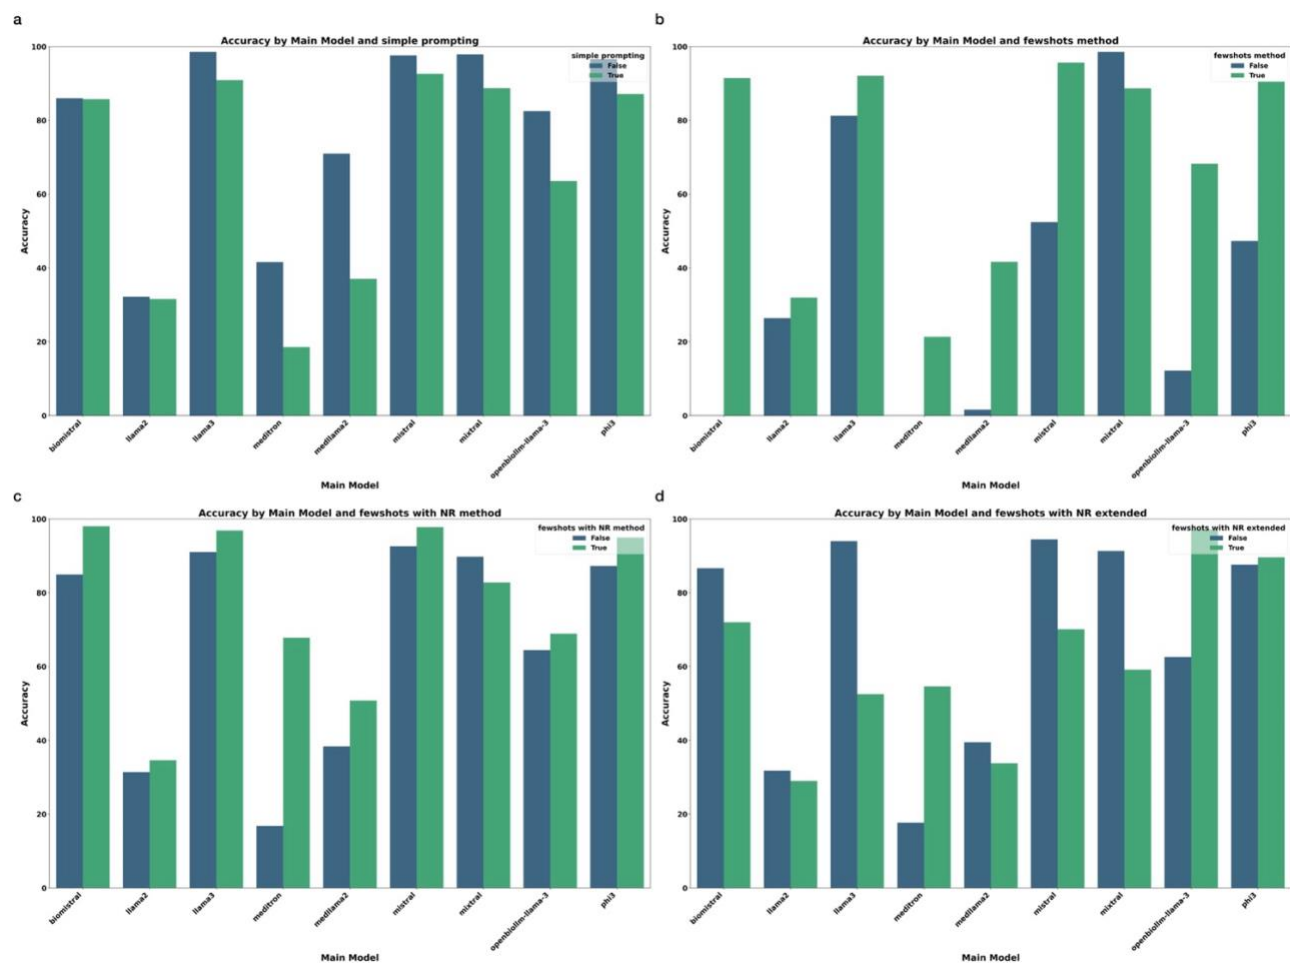 a
Accuracy by Main Model and simple prompting
simple prompting
False
True
100
80
60
40
20
0
Accuracy
biomistral
llama2
llama3
meditron
medllama2
mistral
mixtral
openbiollm-llama-3
phi3
Main Model
b
Accuracy by Main Model and fewshots method
fewshots method
False
True
100
80
60
40
20
0
Accuracy
biomistral
llama2
llama3
meditron
medllama2
mistral
mixtral
openbiollm-llama-3
phi3
Main Model
c
Accuracy by Main Model and fewshots with NR method
fewshots with NR method
False
True
100
80
60
40
20
0
Accuracy
biomistral
llama2
llama3
meditron
medllama2
mistral
mixtral
openbiollm-llama-3
phi3
Main Model
d
Accuracy by Main Model and fewshots with NR extended
fewshots with NR extended
False
True
100
80
60
40
20
0
Accuracy
biomistral
llama2
llama3
meditron
medllama2
mistral
mixtral
openbiollm-llama-3
phi3
Main Model